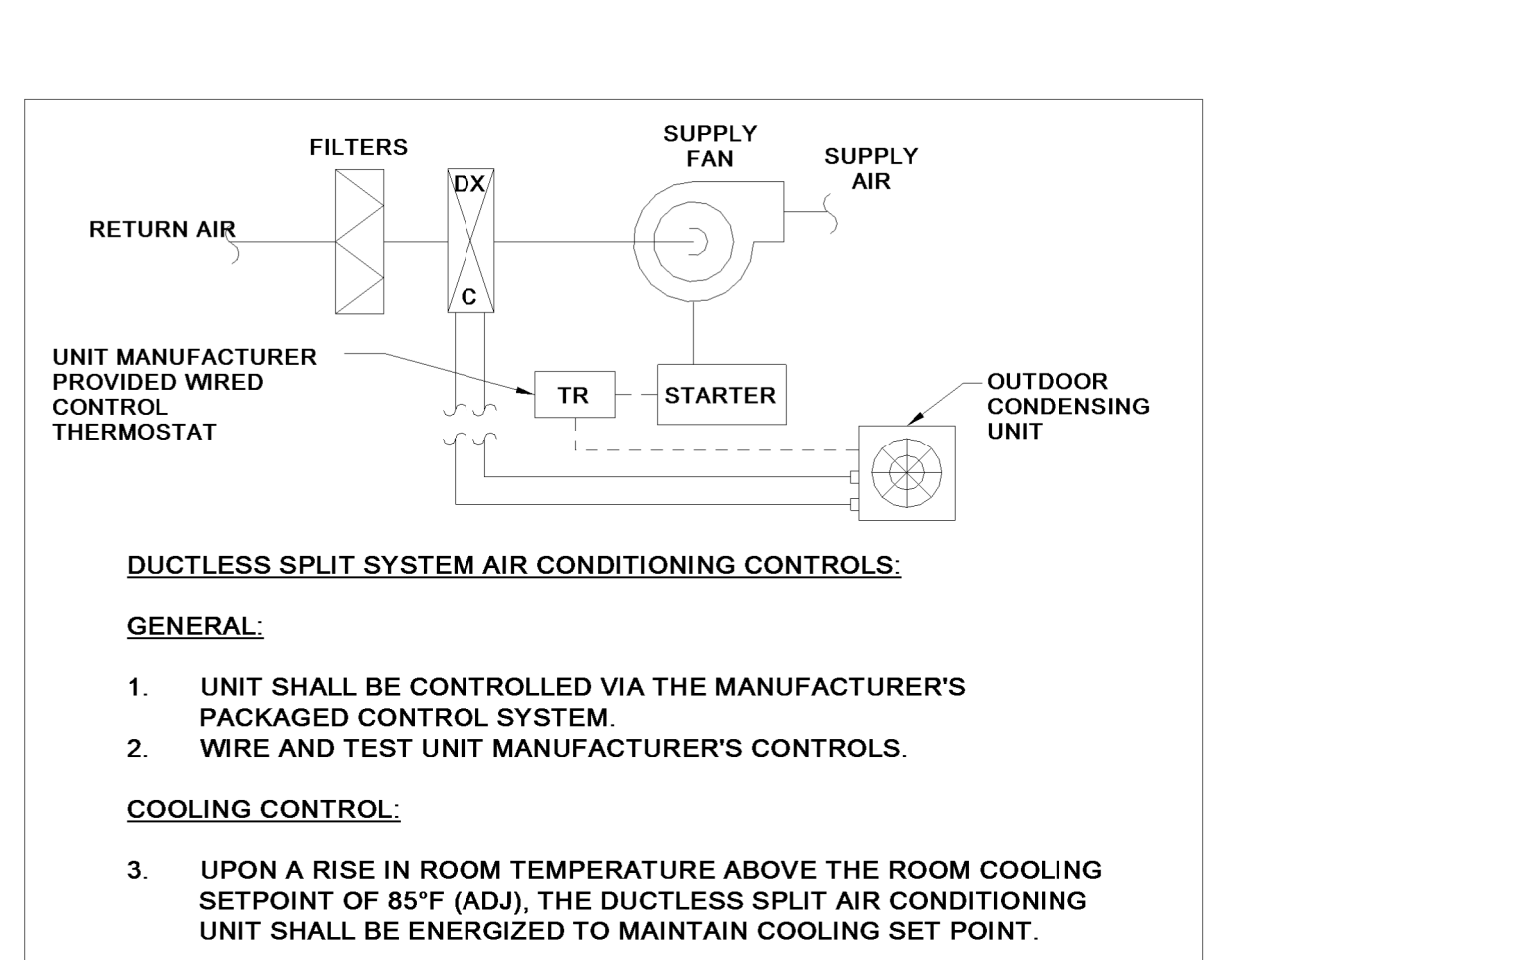 FILTERS
SUPPLY
FAN
SUPPLY
AIR
DX
RETURN AIR
C
UNIT MANUFACTURER
PROVIDED WIRED
CONTROL
THERMOSTAT
TR
STARTER
OUTDOOR
CONDENSING
UNIT
DUCTLESS SPLIT SYSTEM AIR CONDITIONING CONTROLS:
GENERAL:
1. UNIT SHALL BE CONTROLLED VIA THE MANUFACTURER'S
PACKAGED CONTROL SYSTEM.
2. WIRE AND TEST UNIT MANUFACTURER'S CONTROLS.
COOLING CONTROL:
3. UPON A RISE IN ROOM TEMPERATURE ABOVE THE ROOM COOLING
SETPOINT OF 85°F (ADJ), THE DUCTLESS SPLIT AIR CONDITIONING
UNIT SHALL BE ENERGIZED TO MAINTAIN COOLING SET POINT.